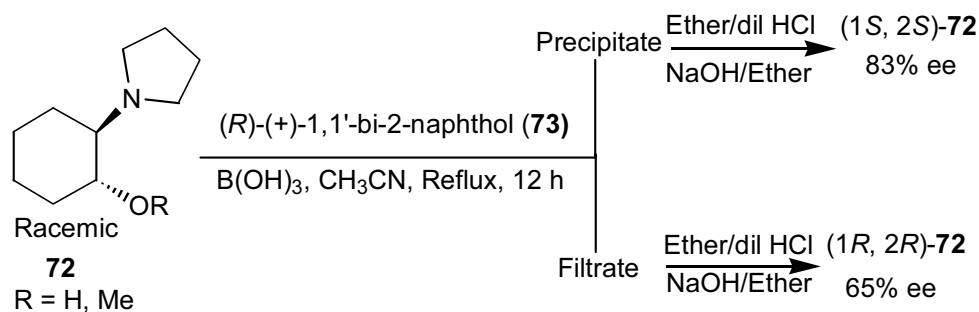 N
OR
Racemic
72
R = H, Me
(R)-(+)-1,1'-bi-2-naphthol (73)
B(OH)3, CH3CN, Reflux, 12 h
Precipitate
Ether/dil HCl
NaOH/Ether
(1S, 2S)-72
83% ee
Filtrate
Ether/dil HCl
NaOH/Ether
(1R, 2R)-72
65% ee